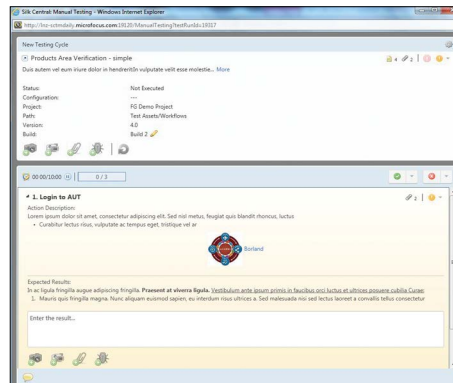 Silk Central: Manual Testing - Windows Internet Explorer
http://lnz-sctmdaily.microfocus.com:19120/ManualTesting?testRunIds=19317
New Testing Cycle
Products Area Verification - simple
4 2
Duis autem vel eum iriure dolor in hendreritIn vulputate velit esse molestie... More
Status: Not Executed
Configuration: ---
Project: FG Demo Project
Path: Test Assets/Workflows
Version: 4.0
Build: Build 2
00:00/10:00 0 / 3
1. Login to AUT 2
Action Description:
Lorem ipsum dolor sit amet, consectetur adipiscing elit. Sed nisl metus, feugiat quis blandit rhoncus, luctus
• Curabitur lectus risus, vulputate ac tempus eget, tristique vel ar
Borland
Expected Results:
In ac ligula fringilla augue adipiscing fringilla. Praesent at viverra ligula. Vestibulum ante ipsum primis in faucibus orci luctus et ultrices posuere cubilia Curae;
1. Mauris quis fringilla magna. Nunc aliquam euismod sapien, eu interdum risus ultrices a. Sed malesuada nisi sed lectus laoreet a convallis tellus consectetur
Enter the result...